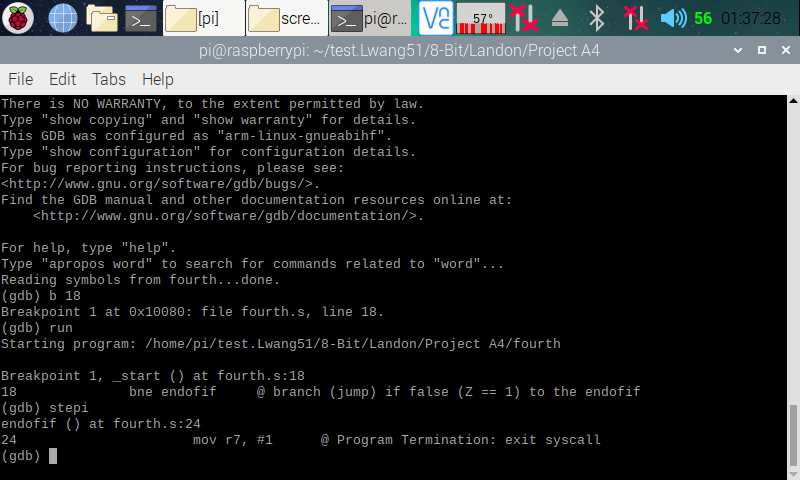 [pi]
scre...
pi@r...
57°
56
01:37:28
pi@raspberrypi: ~/test.Lwang51/8-Bit/Landon/Project A4
File Edit Tabs Help
There is NO WARRANTY, to the extent permitted by law.
Type "show copying" and "show warranty" for details.
This GDB was configured as "arm-linux-gnueabihf".
Type "show configuration" for configuration details.
For bug reporting instructions, please see:
<http://www.gnu.org/software/gdb/bugs/>.
Find the GDB manual and other documentation resources online at:
    <http://www.gnu.org/software/gdb/documentation/>.
For help, type "help".
Type "apropos word" to search for commands related to "word"...
Reading symbols from fourth...done.
(gdb) b 18
Breakpoint 1 at 0x10080: file fourth.s, line 18.
(gdb) run
Starting program: /home/pi/test.Lwang51/8-Bit/Landon/Project A4/fourth
Breakpoint 1, _start () at fourth.s:18
18              bne endofif     @ branch (jump) if false (Z == 1) to the endofif
(gdb) stepi
endofif () at fourth.s:24
24                      mov r7, #1      @ Program Termination: exit syscall
(gdb)